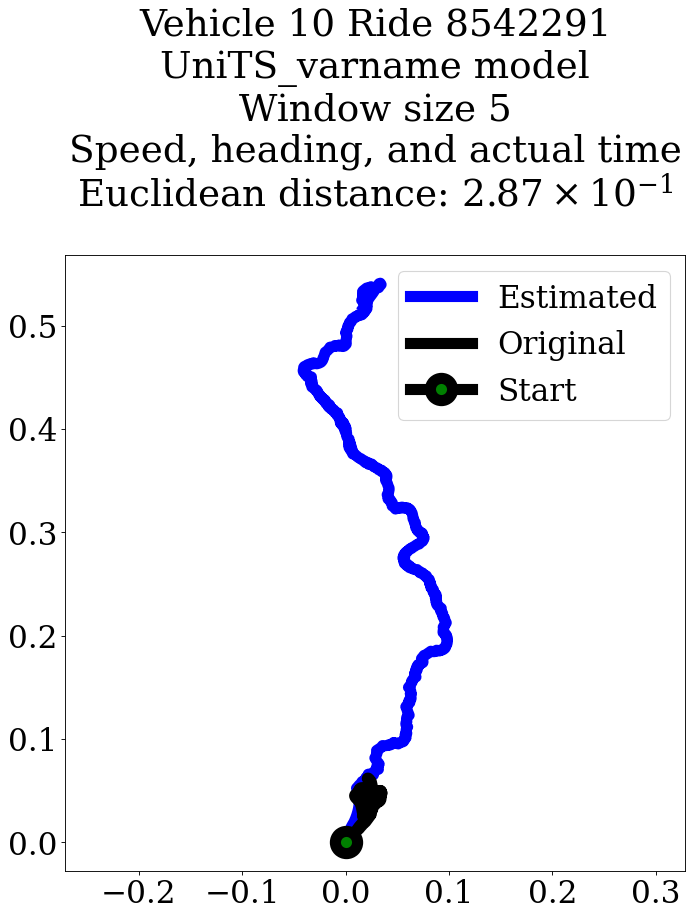 Vehicle 10 Ride 8542291
UniTS_varname model
Window size 5
Speed, heading, and actual time
Euclidean distance: 2.87 × 10⁻¹
Estimated
Original
Start
0.5
0.4
0.3
0.2
0.1
0.0
−0.2 −0.1 0.0 0.1 0.2 0.3